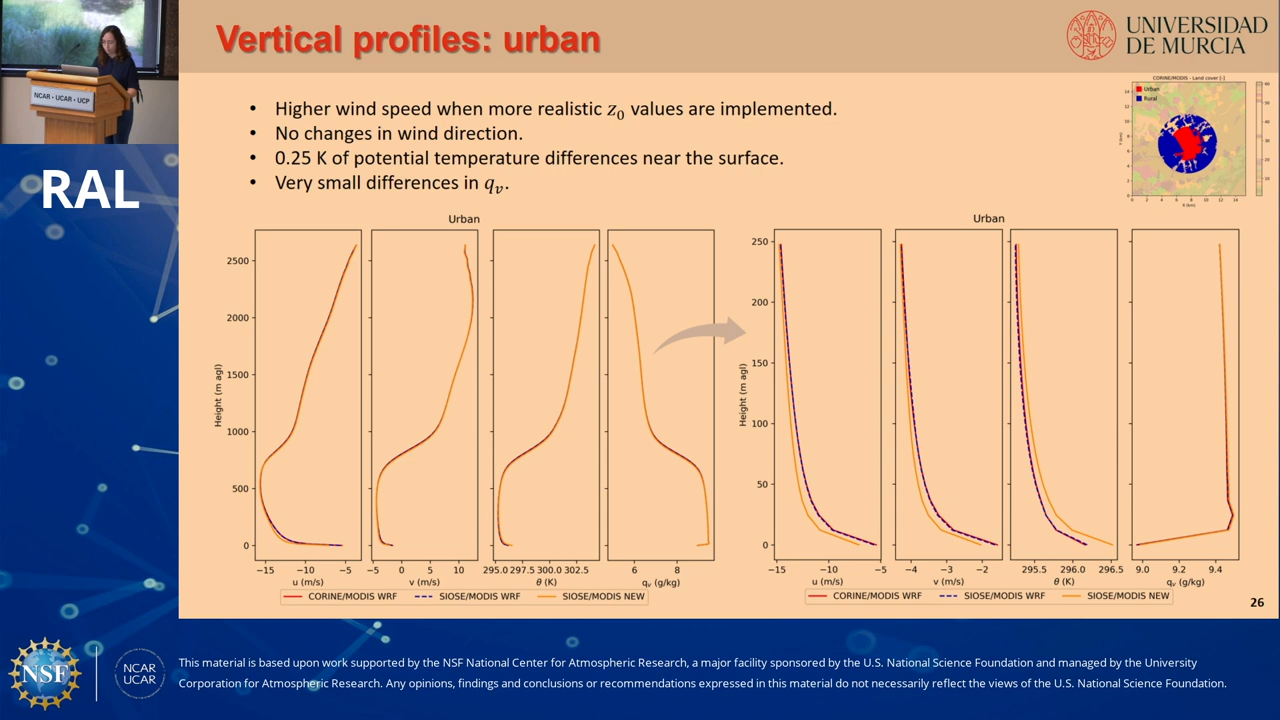 Vertical profiles: urban
UNIVERSIDAD
DE MURCIA
NCAR • UCAR • UCP
RAL
• Higher wind speed when more realistic z₀ values are implemented.
• No changes in wind direction.
• 0.25 K of potential temperature differences near the surface.
• Very small differences in qᵥ.
CORINE/MODIS - Land cover [-]
Urban
Rural
Urban
Height (m agl)
2500
2000
1500
1000
500
0
−15 −10 −5
u (m/s)
−5 0 5 10
v (m/s)
295.0 297.5 300.0 302.5
θ (K)
6 8
qᵥ (g/kg)
CORINE/MODIS WRF SIOSE/MODIS WRF SIOSE/MODIS NEW
Urban
Height (m agl)
250
200
150
100
50
0
−15 −10 −5
u (m/s)
−4 −3 −2
v (m/s)
295.5 296.0 296.5
θ (K)
9.0 9.2 9.4
qᵥ (g/kg)
CORINE/MODIS WRF SIOSE/MODIS WRF SIOSE/MODIS NEW
26
NSF
NCAR
UCAR
This material is based upon work supported by the NSF National Center for Atmospheric Research, a major facility sponsored by the U.S. National Science Foundation and managed by the University
Corporation for Atmospheric Research. Any opinions, findings and conclusions or recommendations expressed in this material do not necessarily reflect the views of the U.S. National Science Foundation.